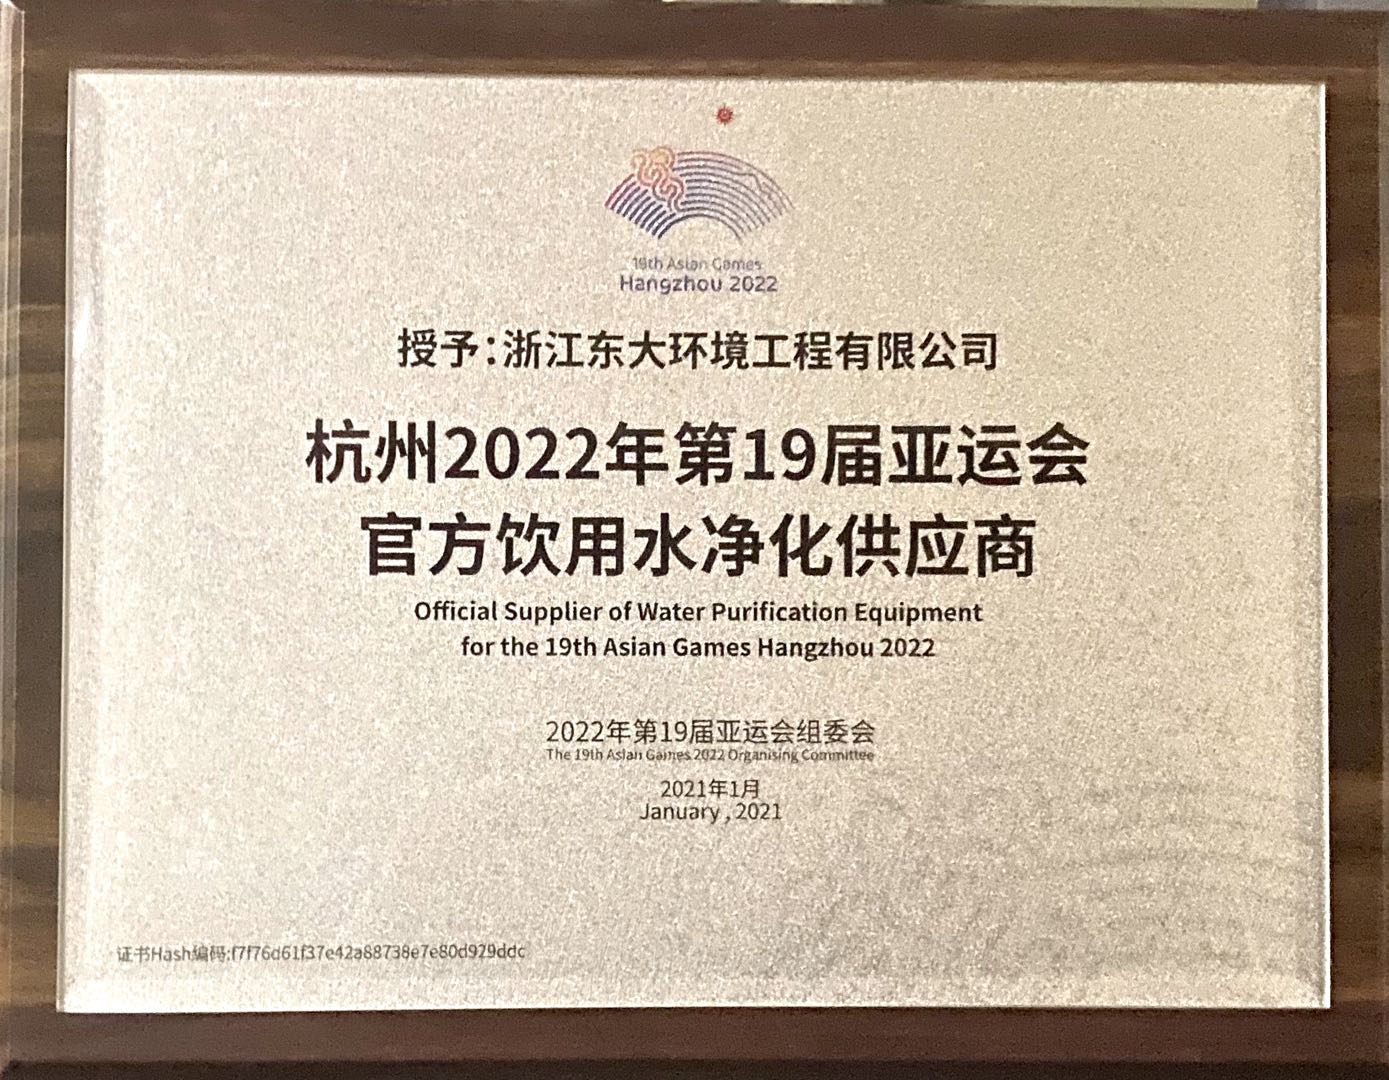 19th Asian Games
Hangzhou 2022
授予：浙江东大环境工程有限公司
杭州2022年第19届亚运会
官方饮用水净化供应商
Official Supplier of Water Purification Equipment
for the 19th Asian Games Hangzhou 2022
2022年第19届亚运会组委会
The 19th Asian Games 2022 Organising Committee
2021年1月
January , 2021
证书Hash编码:f7f76d61f37e42a88738e7e80d929ddc